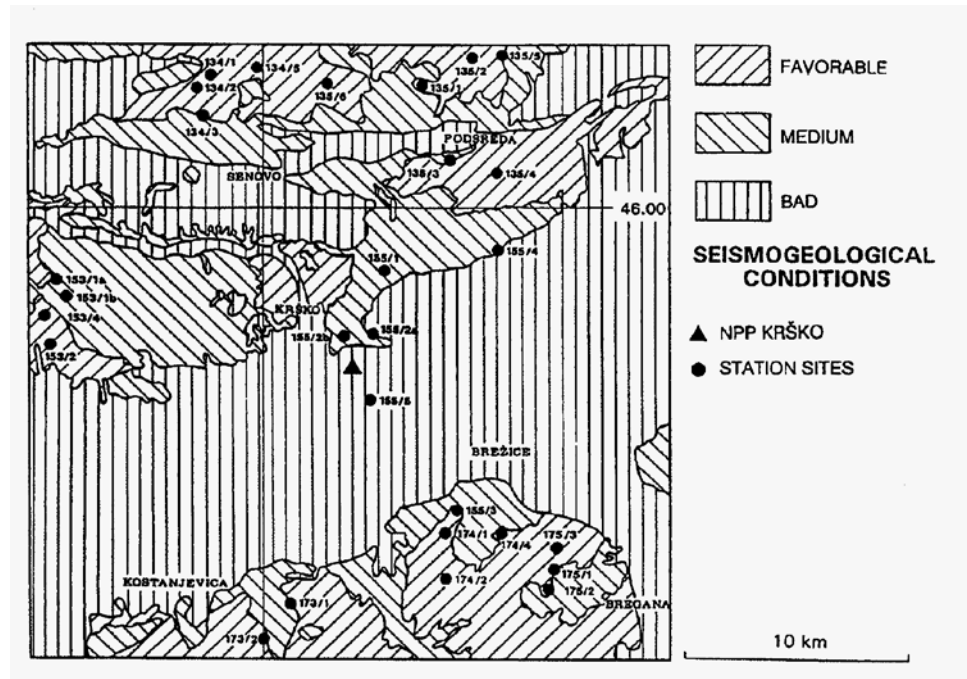 134/1
134/5
135/2
135/5
134/2
135/6
135/1
134/3
PODSREDA
SENOVO
135/3
135/4
46.00
155/1
155/4
153/1a
153/1b
153/4
KRŠKO
155/2b
155/2a
153/2
155/5
BREŽICE
155/3
174/1
174/4
175/3
175/1
174/2
175/2
KOSTANJEVICA
173/1
BREGANA
173/2
FAVORABLE
MEDIUM
BAD
SEISMOGEOLOGICAL
CONDITIONS
NPP KRŠKO
STATION SITES
10 km